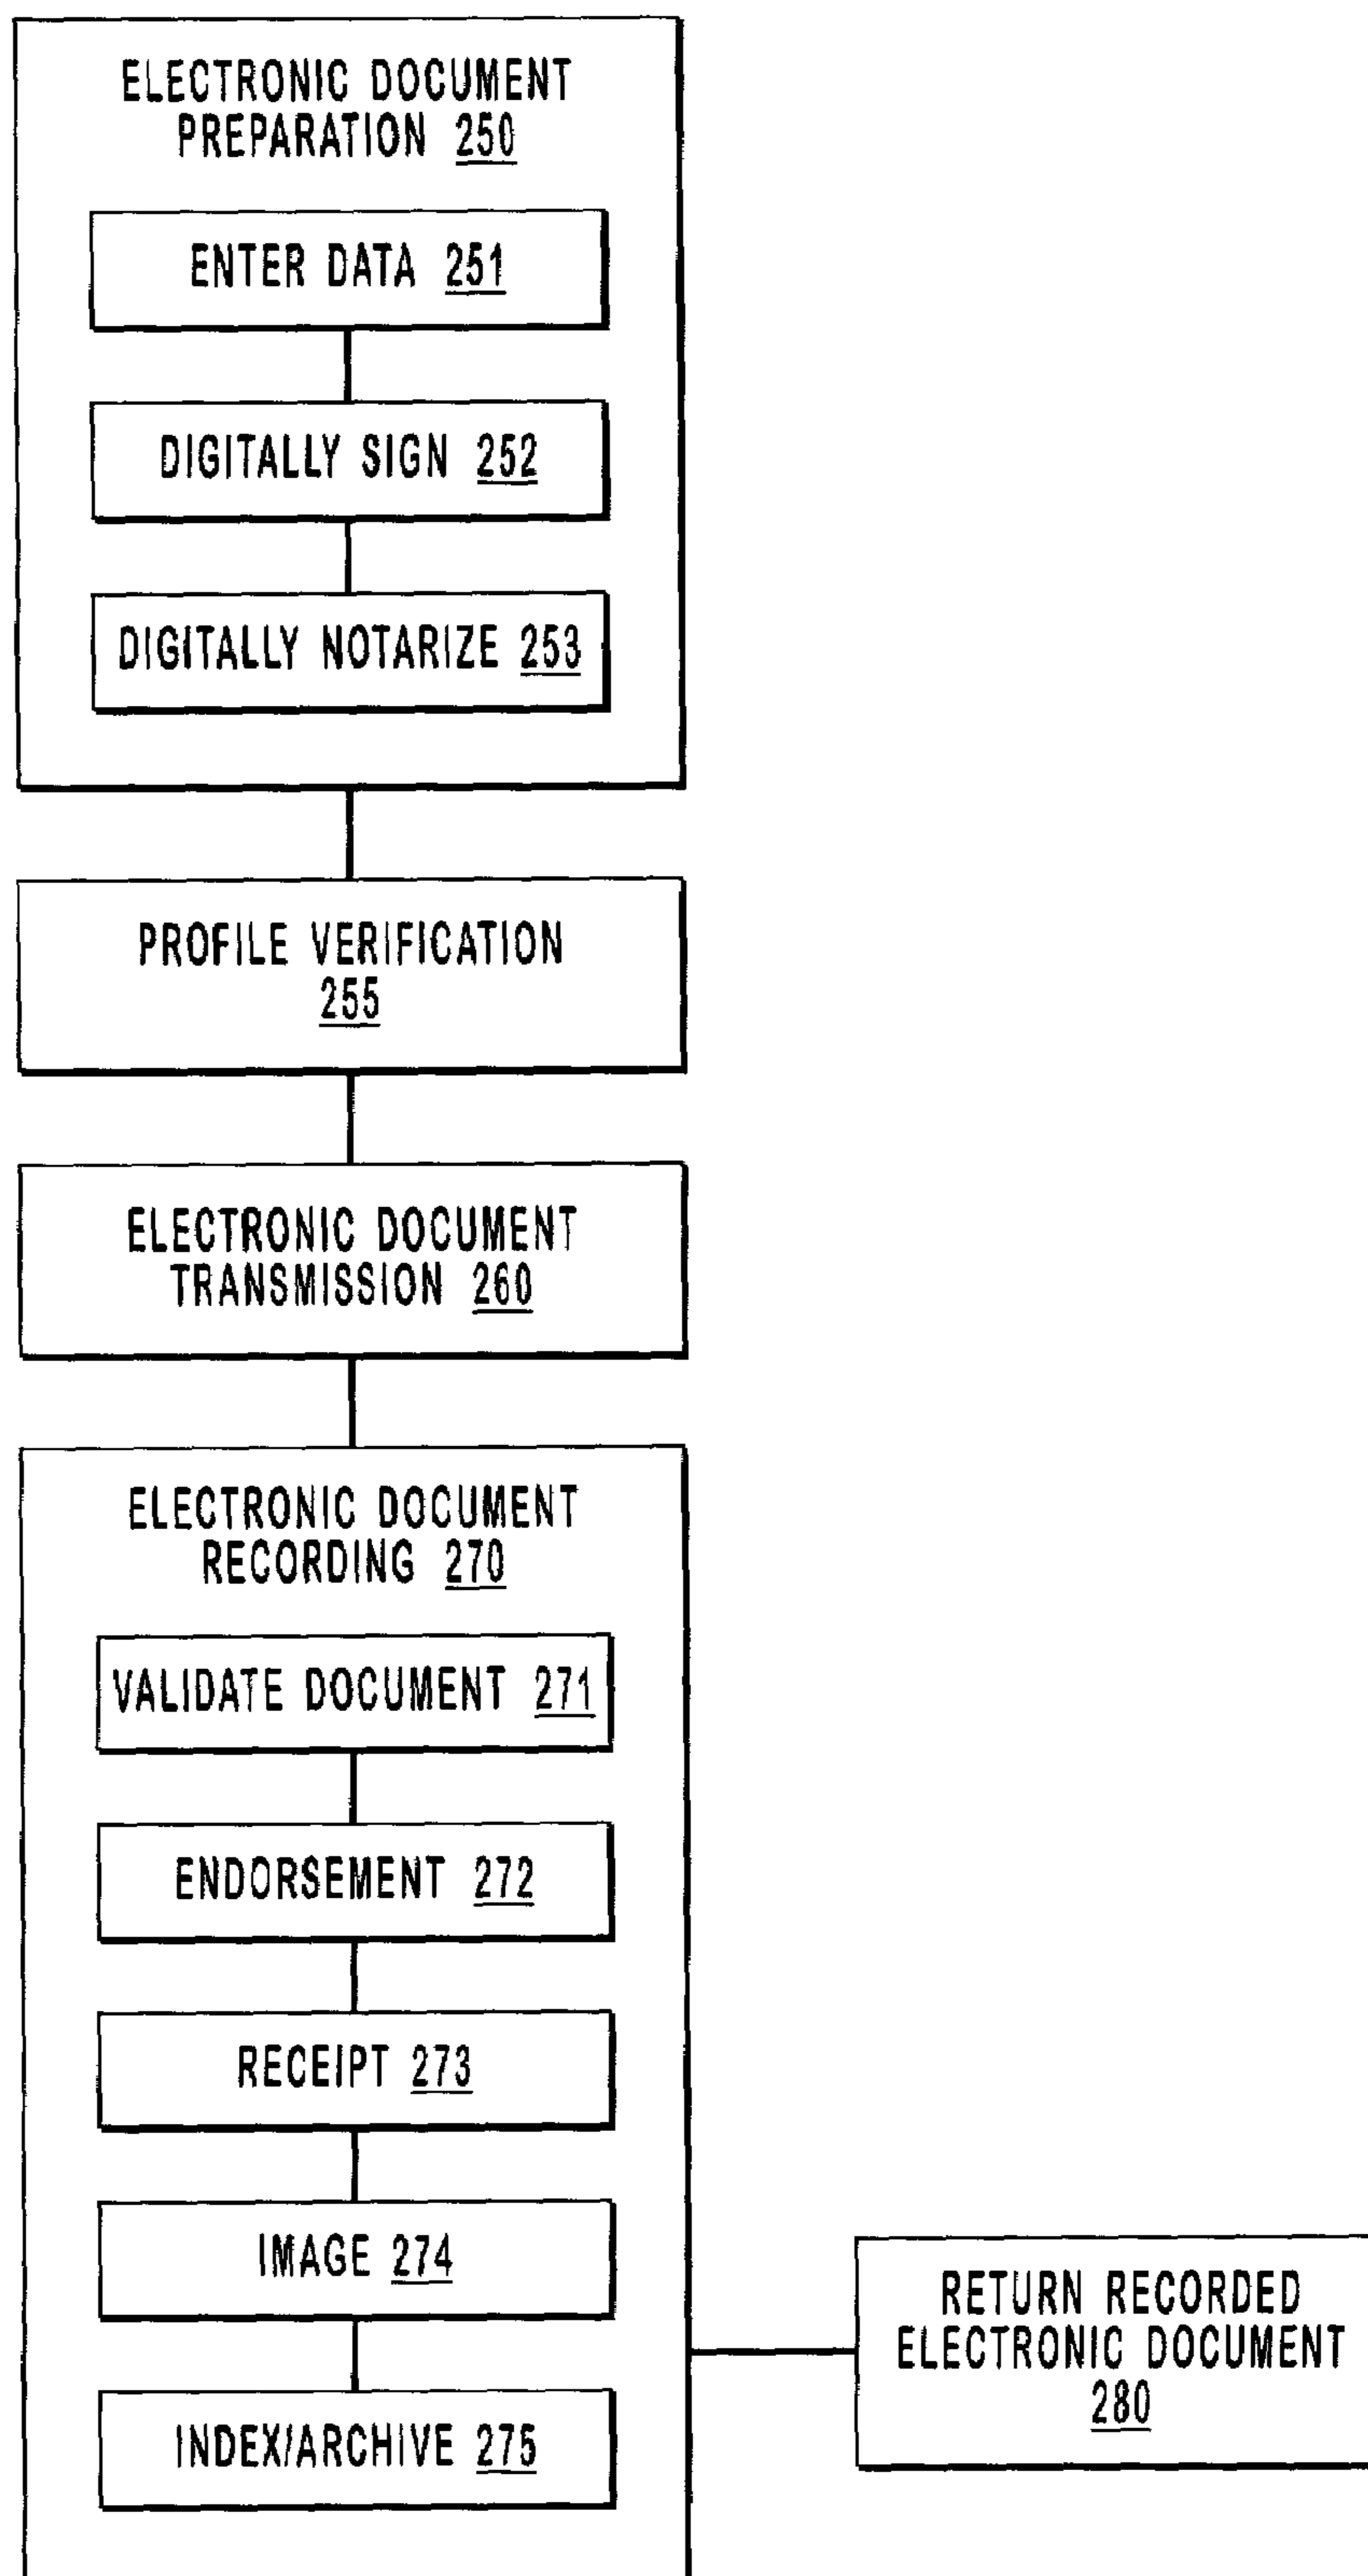 ELECTRONIC DOCUMENT
PREPARATION 250
ENTER DATA 251
DIGITALLY SIGN 252
DIGITALLY NOTARIZE 253
PROFILE VERIFICATION
255
ELECTRONIC DOCUMENT
TRANSMISSION 260
ELECTRONIC DOCUMENT
RECORDING 270
VALIDATE DOCUMENT 271
ENDORSEMENT 272
RECEIPT 273
IMAGE 274
INDEX/ARCHIVE 275
RETURN RECORDED
ELECTRONIC DOCUMENT
280